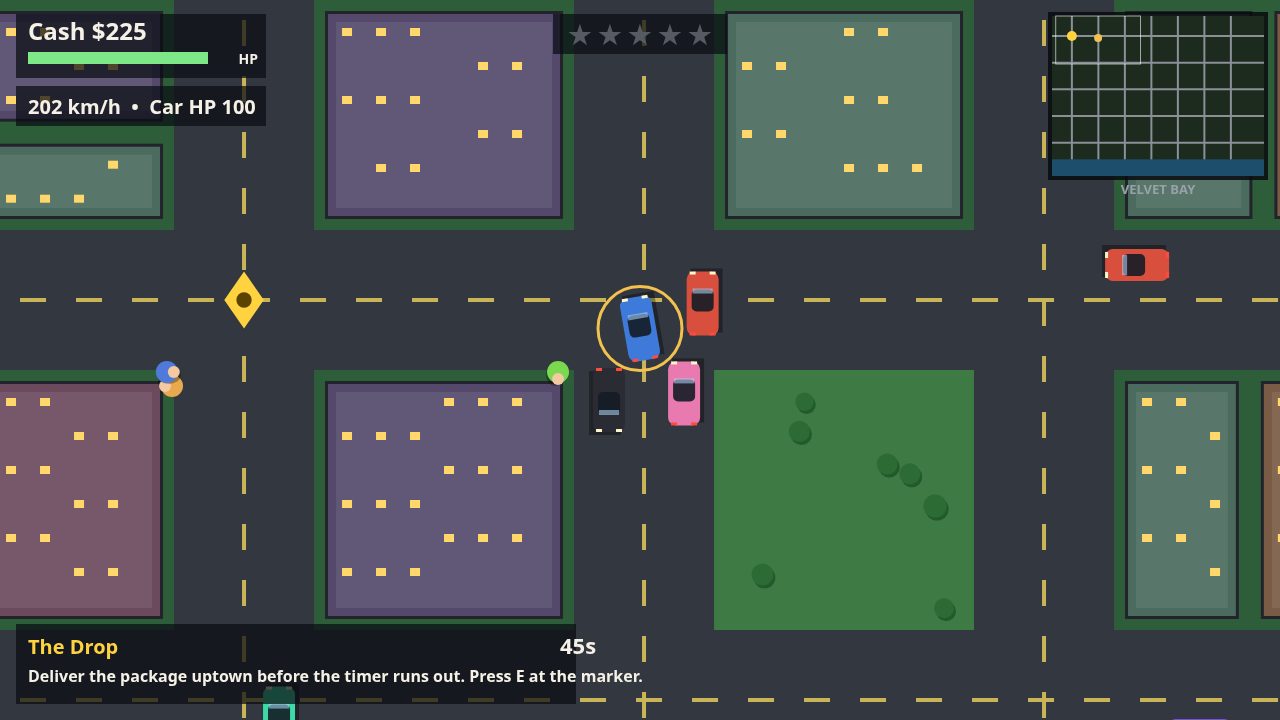 Cash $225
HP
202 km/h • Car HP 100
VELVET BAY
The Drop
45s
Deliver the package uptown before the timer runs out. Press E at the marker.